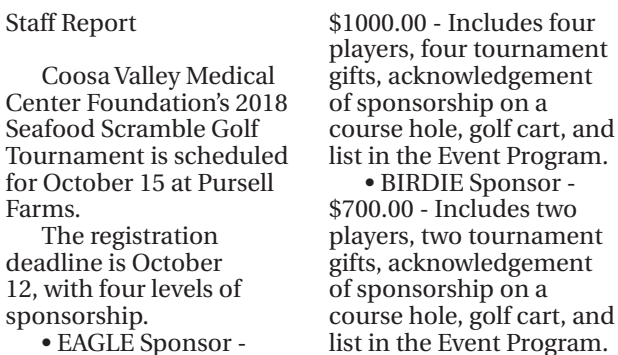 Staff Report
Coosa Valley Medical
Center Foundation's 2018
Seafood Scramble Golf
Tournament is scheduled
for October 15 at Pursell
Farms.
The registration
deadline is October
12, with four levels of
sponsorship.
• EAGLE Sponsor -
$1000.00 - Includes four
players, four tournament
gifts, acknowledgement
of sponsorship on a
course hole, golf cart, and
list in the Event Program.
• BIRDIE Sponsor -
$700.00 - Includes two
players, two tournament
gifts, acknowledgement
of sponsorship on a
course hole, golf cart, and
list in the Event Program.